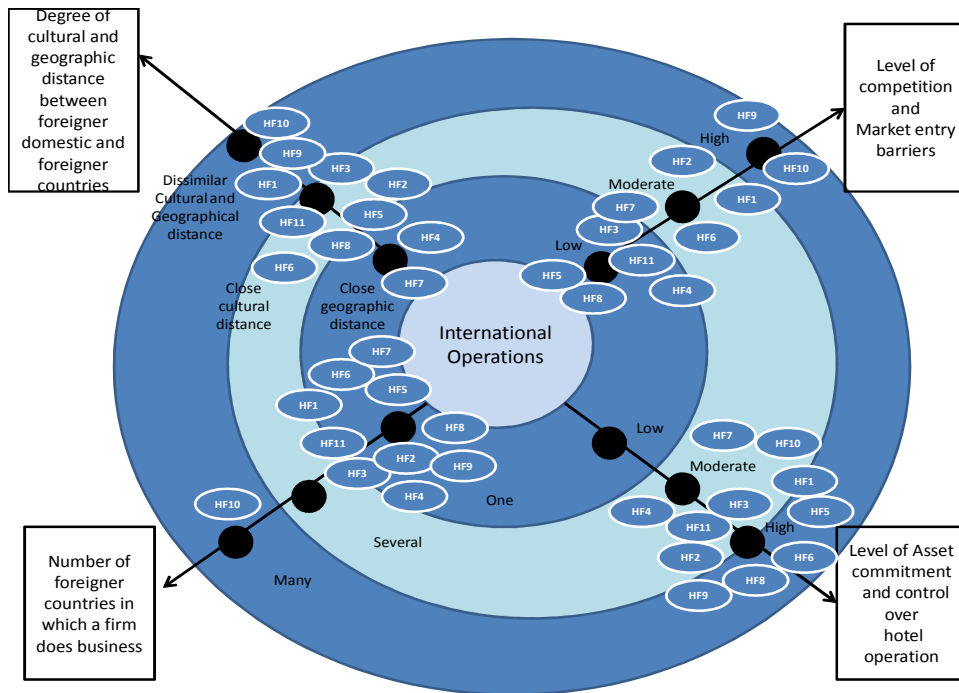 Degree of
cultural and
geographic
distance
between
foreigner
domestic and
foreigner
countries
Level of
competition
and
Market entry
barriers
HF10
HF9
HF3
HF1
HF2
Dissimilar
Cultural and
Geographical
distance
HF11
HF5
HF8
HF4
HF6
HF7
Close
cultural
distance
Close
geographic
distance
HF9
High
HF2
HF10
Moderate
HF1
HF7
HF3
HF6
Low
HF11
HF5
HF8
HF4
International
Operations
HF7
HF6
HF5
HF1
HF8
HF11
HF2
HF3
HF9
HF4
HF10
One
Several
Many
Low
HF7
HF10
Moderate
HF1
HF3
HF4
HF5
HF11
High
HF2
HF6
HF8
HF9
Number of
foreigner
countries in
which a firm
does business
Level of Asset
commitment
and control
over
hotel
operation